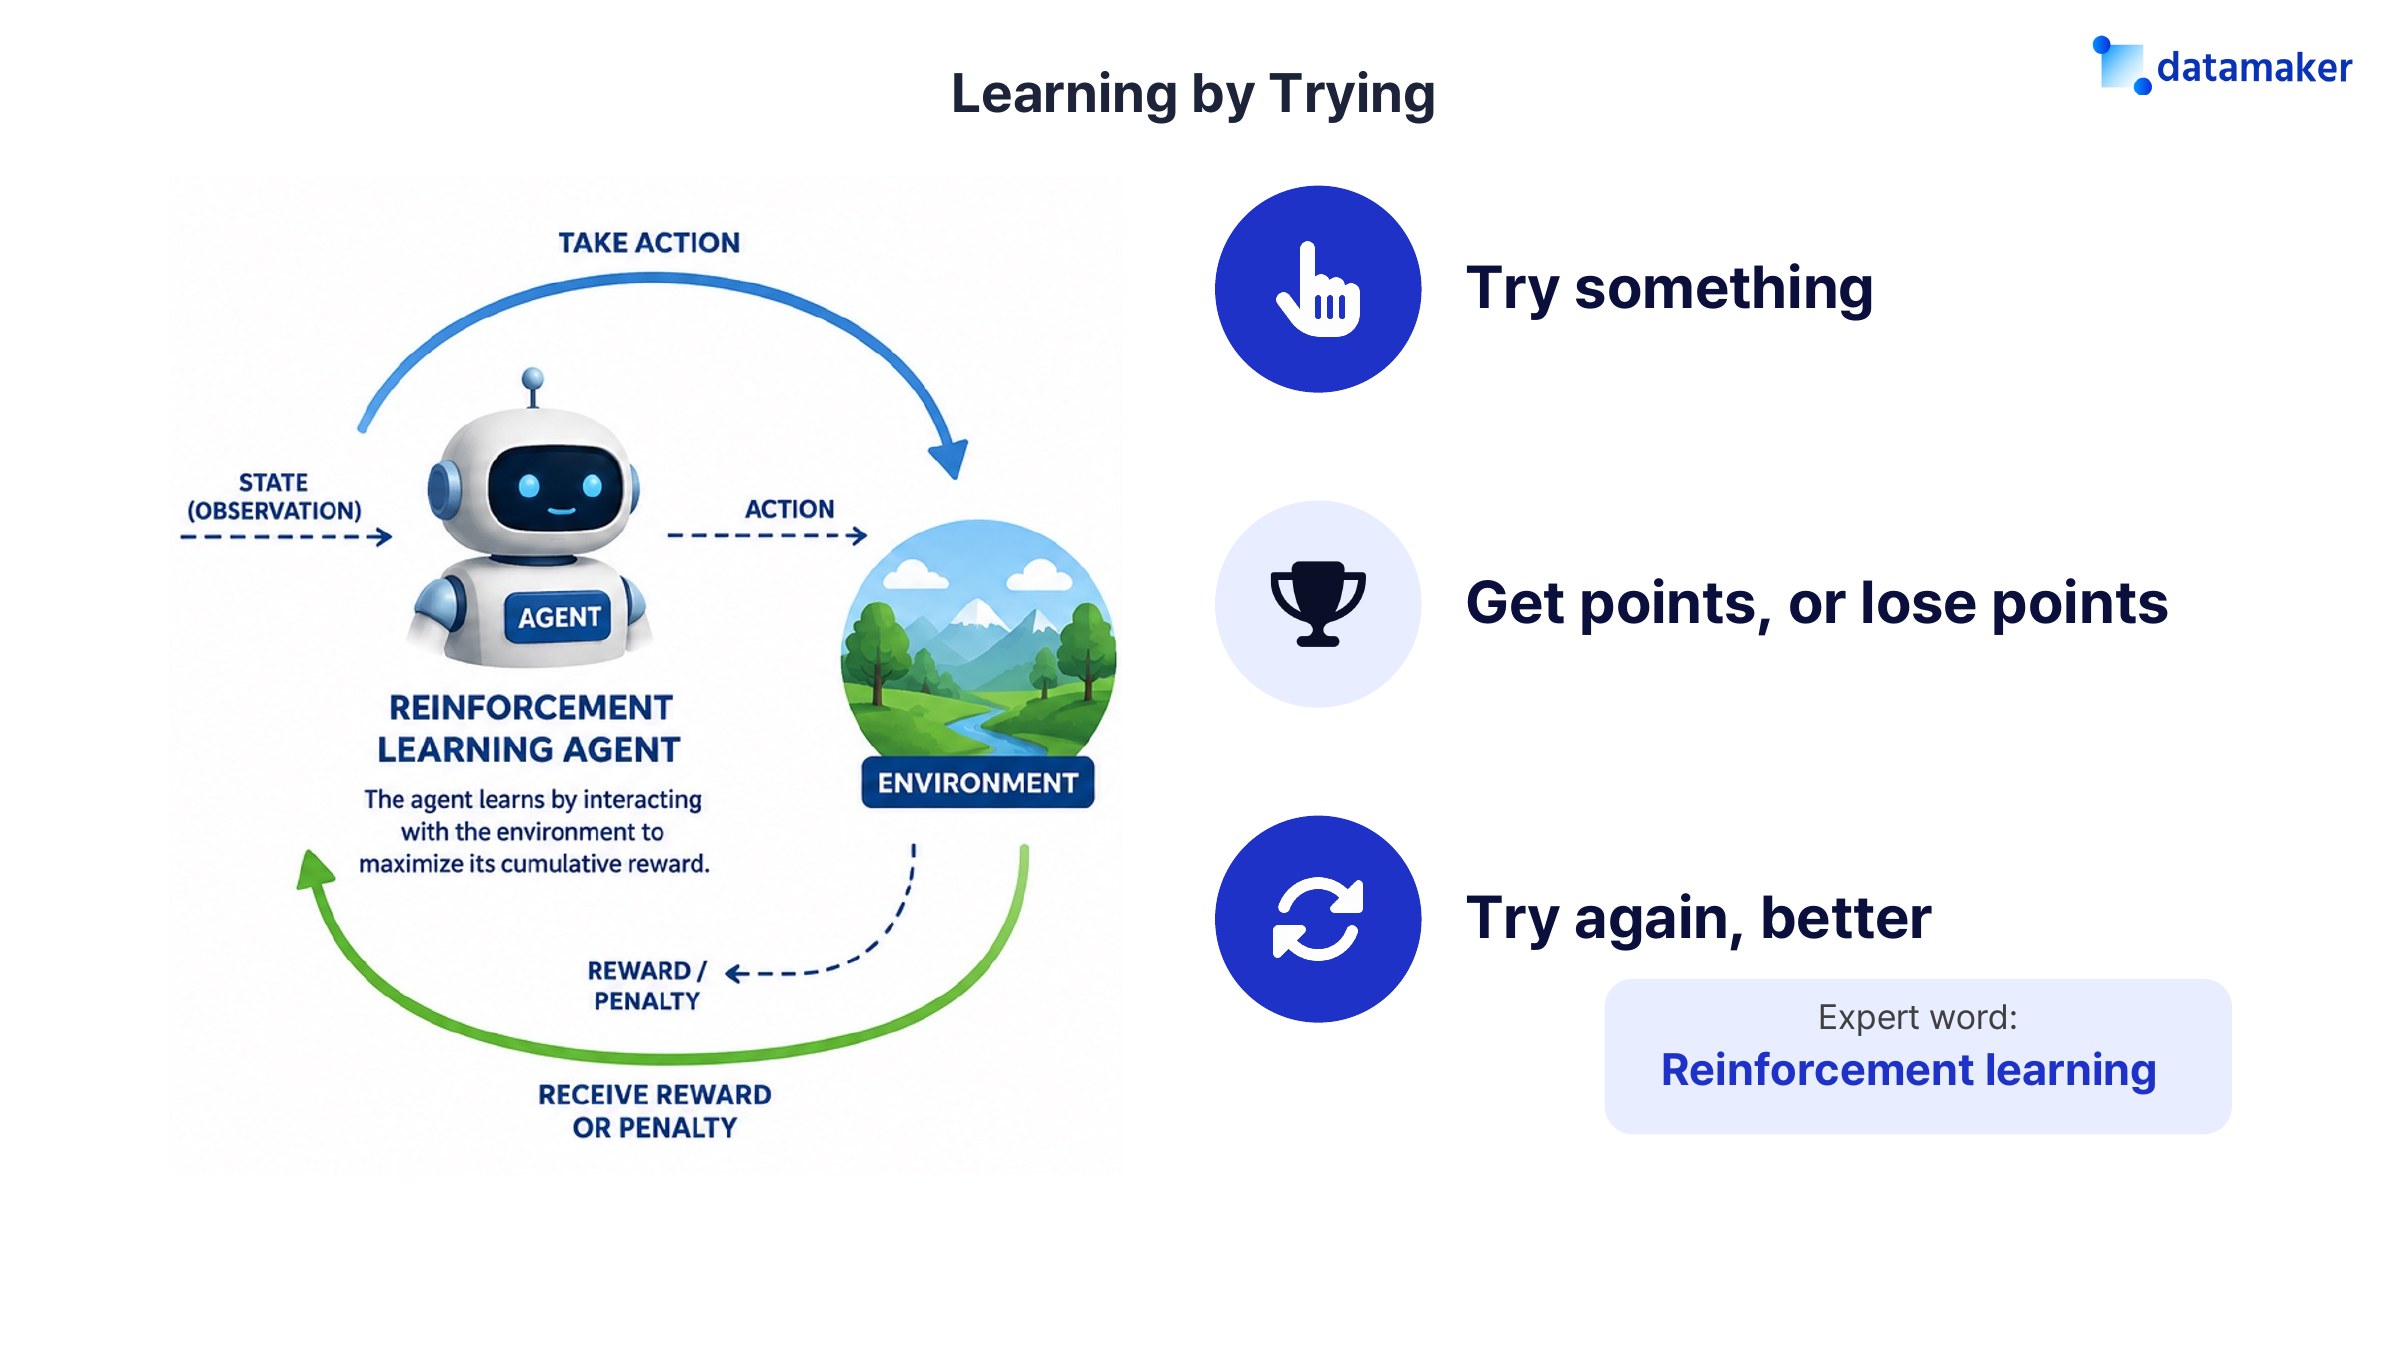 datamaker
Learning by Trying
TAKE ACTION
STATE
(OBSERVATION)
ACTION
AGENT
REINFORCEMENT
LEARNING AGENT
The agent learns by interacting
with the environment to
maximize its cumulative reward.
ENVIRONMENT
REWARD /
PENALTY
RECEIVE REWARD
OR PENALTY
Try something
Get points, or lose points
Try again, better
Expert word:
Reinforcement learning